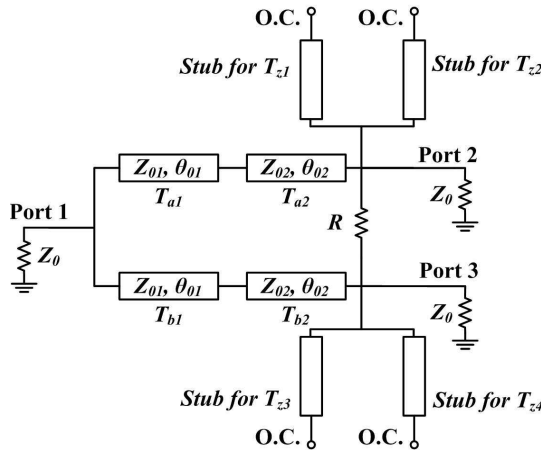 O.C. O.C.
Stub for Tz1 Stub for Tz2
Z01, θ01 Z02, θ02 Port 2
Ta1 Ta2 Z0
Port 1 R
Z0
Port 3
Z01, θ01 Z02, θ02
Tb1 Tb2 Z0
Stub for Tz3 Stub for Tz4
O.C. O.C.